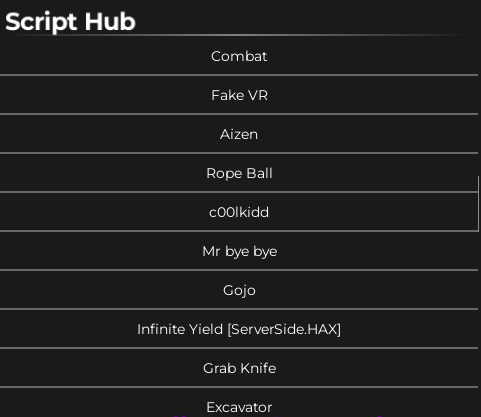 Script Hub
Combat
Fake VR
Aizen
Rope Ball
c00lkidd
Mr bye bye
Gojo
Infinite Yield [ServerSide.HAX]
Grab Knife
Excavator